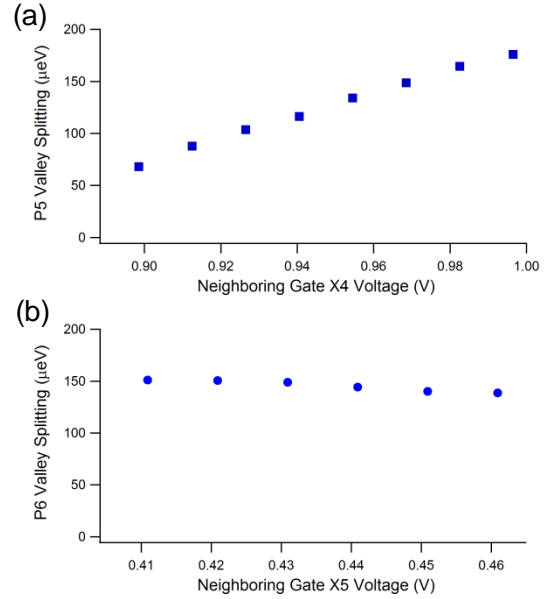 (a)
200
150
100
50
0
P5 Valley Splitting (µeV)
0.90 0.92 0.94 0.96 0.98 1.00
Neighboring Gate X4 Voltage (V)
(b)
200
150
100
50
0
P6 Valley Splitting (µeV)
0.41 0.42 0.43 0.44 0.45 0.46
Neighboring Gate X5 Voltage (V)